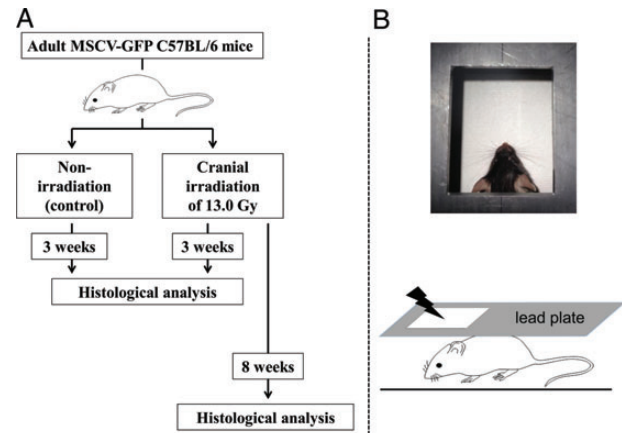 A
Adult MSCV-GFP C57BL/6 mice
Non-
irradiation
(control)
Cranial
irradiation
of 13.0 Gy
3 weeks
3 weeks
Histological analysis
8 weeks
Histological analysis
B
lead plate